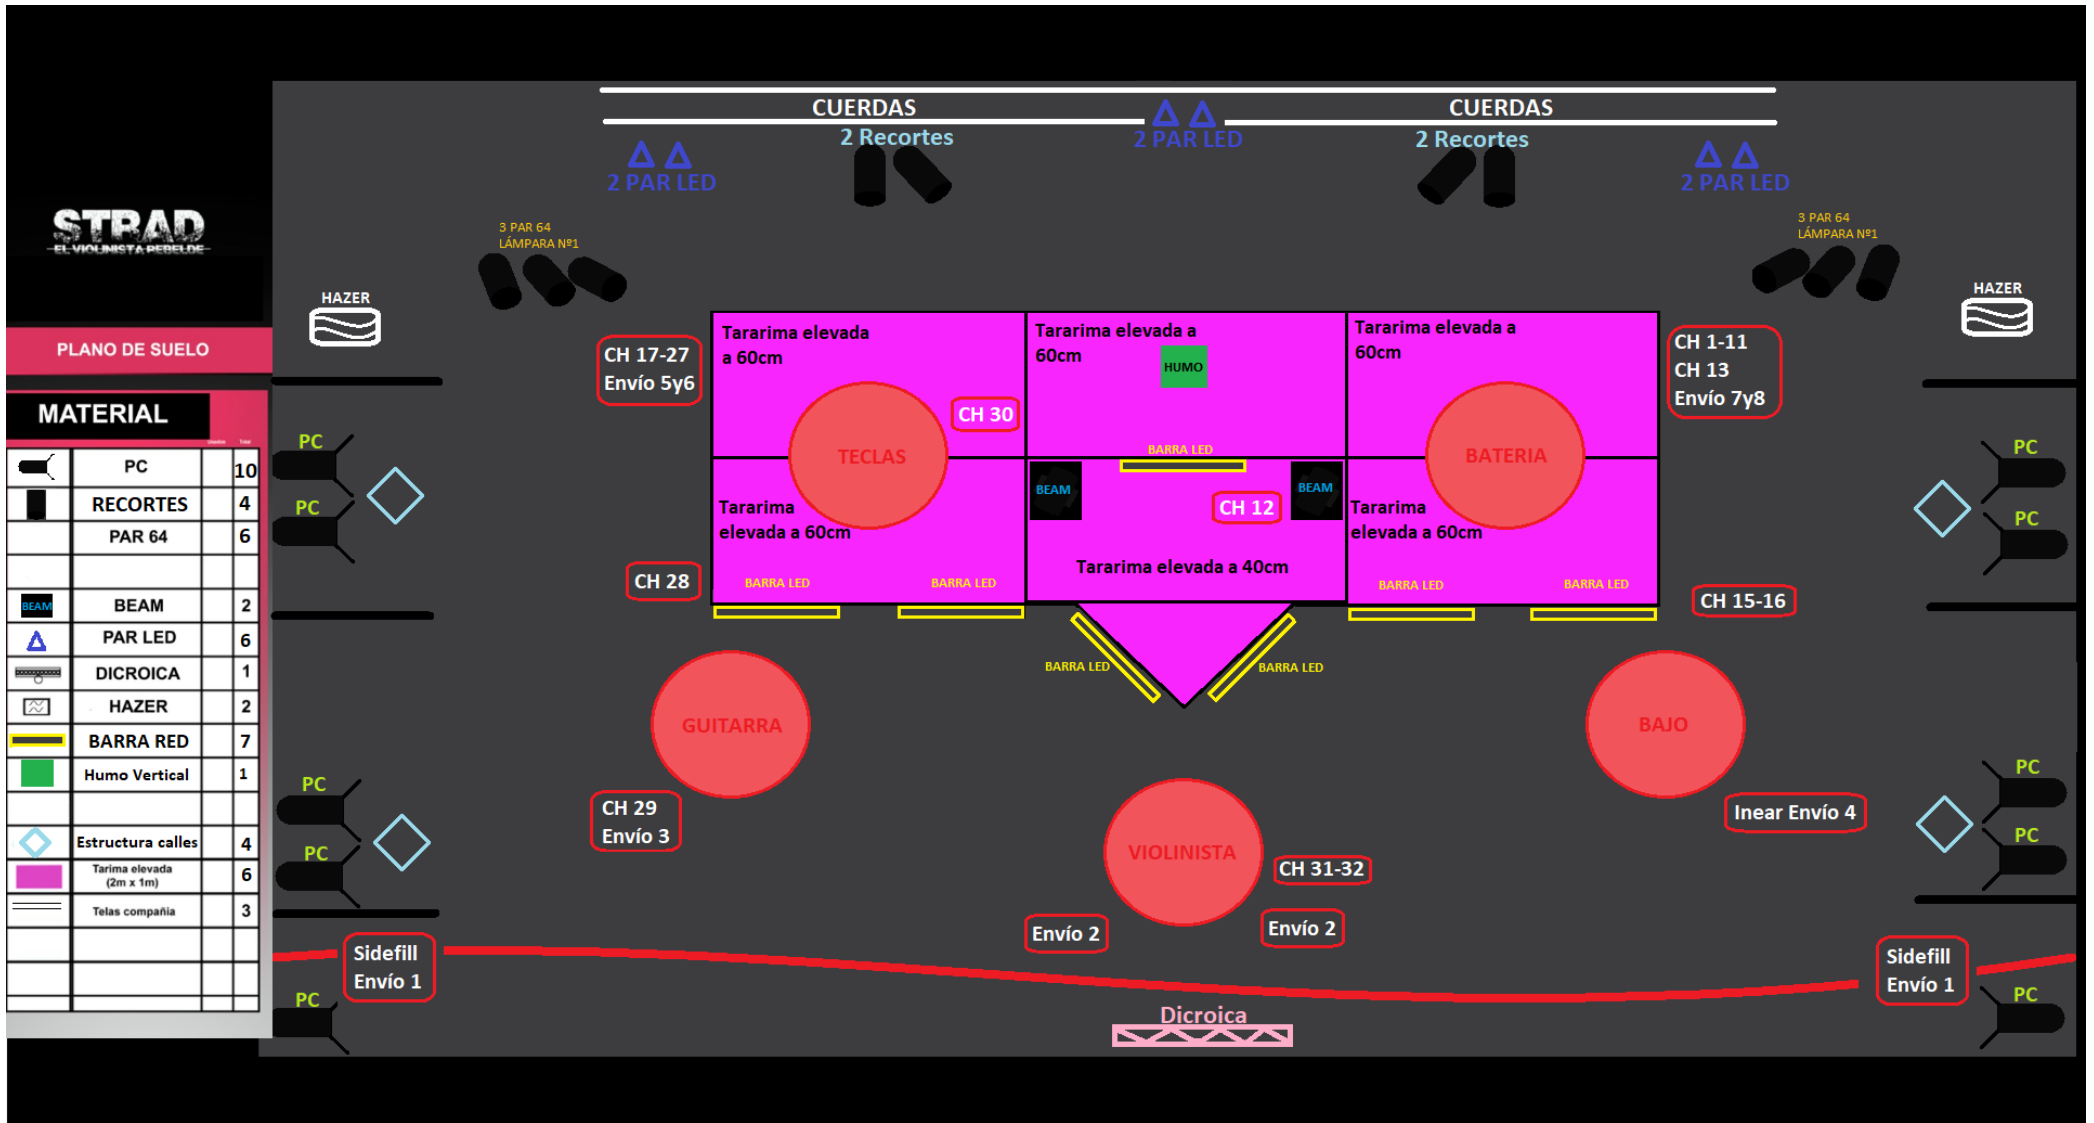 STRAD
EL VIOLINISTA REBELDE
PLANO DE SUELO
MATERIAL
Total
PC 10
RECORTES 4
PAR 64 6
BEAM BEAM 2
PAR LED 6
DICROICA 1
HAZER 2
BARRA RED 7
Humo Vertical 1
Estructura calles 4
Tarima elevada
(2m x 1m) 6
Telas compañia 3
CUERDAS
CUERDAS
2 Recortes
2 PAR LED
2 Recortes
2 PAR LED
2 PAR LED
3 PAR 64
LÁMPARA Nº1
3 PAR 64
LÁMPARA Nº1
HAZER
HAZER
CH 17-27
Envío 5y6
Tararima elevada
a 60cm
Tararima elevada a
60cm
HUMO
Tararima elevada a
60cm
CH 1-11
CH 13
Envío 7y8
CH 30
TECLAS
BATERIA
BARRA LED
BEAM
BEAM
CH 12
Tararima
elevada a 60cm
Tararima
elevada a 60cm
Tararima elevada a 40cm
PC
PC
PC
PC
CH 28
BARRA LED
BARRA LED
BARRA LED
BARRA LED
CH 15-16
BARRA LED
BARRA LED
GUITARRA
BAJO
PC
PC
PC
PC
CH 29
Envío 3
Inear Envío 4
VIOLINISTA
CH 31-32
Envío 2
Envío 2
Sidefill
Envío 1
Sidefill
Envío 1
PC
PC
Dicroica